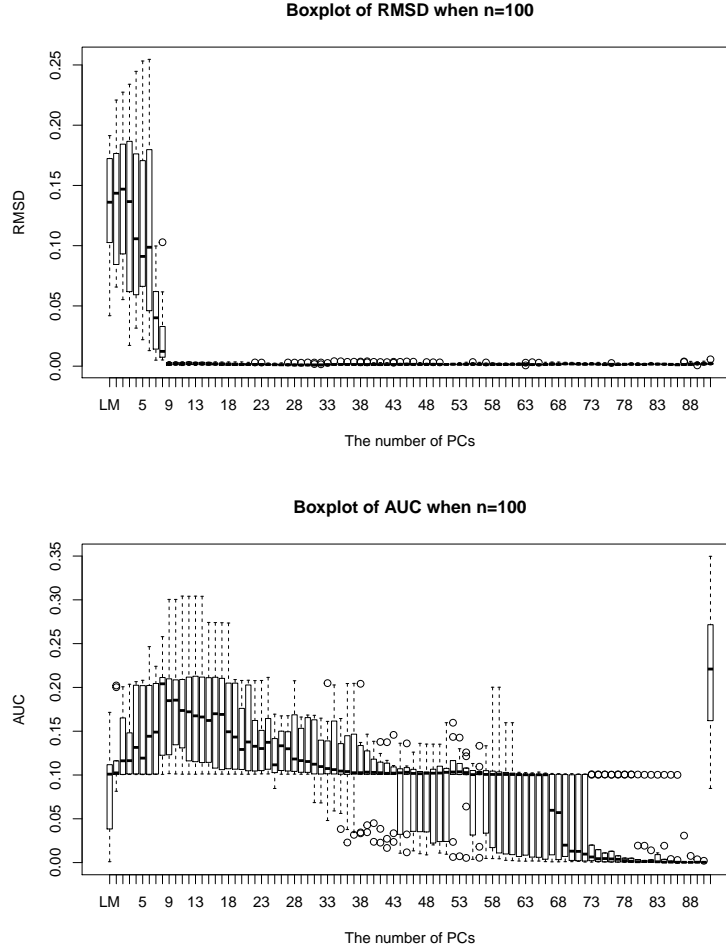 Boxplot of RMSD when n=100
0.25
0.20
0.15
0.10
0.05
0.00
RMSD
LM 5 9 13 18 23 28 33 38 43 48 53 58 63 68 73 78 83 88
The number of PCs
Boxplot of AUC when n=100
0.35
0.30
0.25
0.20
0.15
0.10
0.05
0.00
AUC
LM 5 9 13 18 23 28 33 38 43 48 53 58 63 68 73 78 83 88
The number of PCs